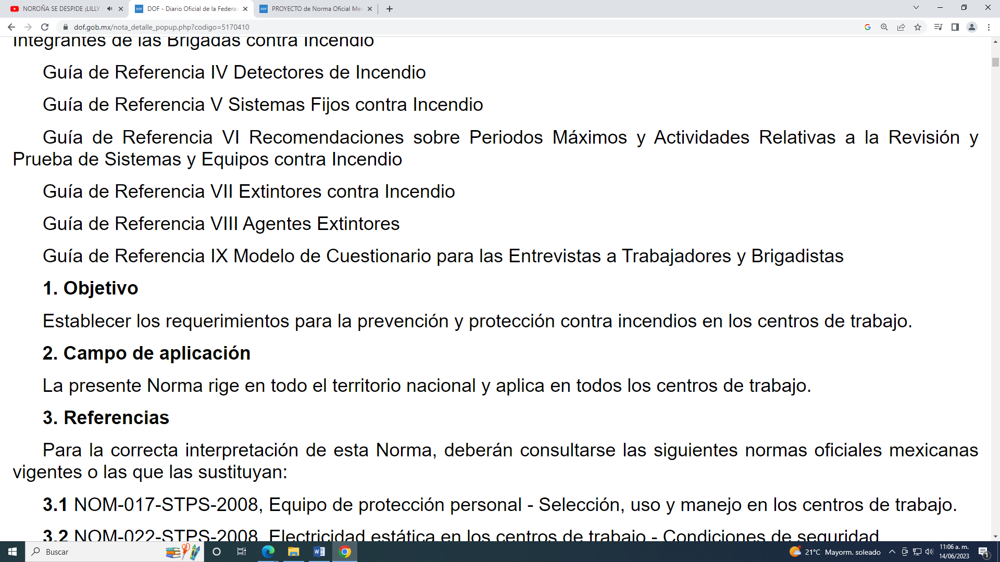 NOROÑA SE DESPIDE ¡LILLY
DOF - Diario Oficial de la Federac
PROYECTO de Norma Oficial Mex
dof.gob.mx/nota_detalle_popup.php?codigo=5170410
Integrantes de las Brigadas contra Incendio
Guía de Referencia IV Detectores de Incendio
Guía de Referencia V Sistemas Fijos contra Incendio
Guía de Referencia VI Recomendaciones sobre Periodos Máximos y Actividades Relativas a la Revisión y
Prueba de Sistemas y Equipos contra Incendio
Guía de Referencia VII Extintores contra Incendio
Guía de Referencia VIII Agentes Extintores
Guía de Referencia IX Modelo de Cuestionario para las Entrevistas a Trabajadores y Brigadistas
1. Objetivo
Establecer los requerimientos para la prevención y protección contra incendios en los centros de trabajo.
2. Campo de aplicación
La presente Norma rige en todo el territorio nacional y aplica en todos los centros de trabajo.
3. Referencias
Para la correcta interpretación de esta Norma, deberán consultarse las siguientes normas oficiales mexicanas
vigentes o las que las sustituyan:
3.1 NOM-017-STPS-2008, Equipo de protección personal - Selección, uso y manejo en los centros de trabajo.
3.2 NOM-022-STPS-2008, Electricidad estática en los centros de trabajo - Condiciones de seguridad.
Buscar
21°C Mayorm. soleado
11:06 a. m.
14/06/2023
1